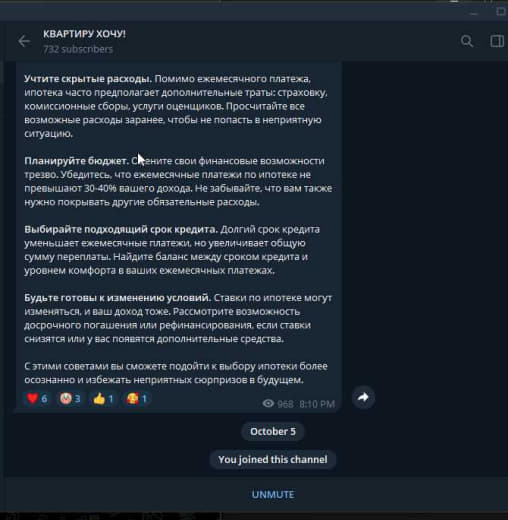 КВАРТИРУ ХОЧУ!
732 subscribers
Учтите скрытые расходы. Помимо ежемесячного платежа,
ипотека часто предполагает дополнительные траты: страховку,
комиссионные сборы, услуги оценщиков. Просчитайте все
возможные расходы заранее, чтобы не попасть в неприятную
ситуацию.
Планируйте бюджет. Оцените свои финансовые возможности
трезво. Убедитесь, что ежемесячные платежи по ипотеке не
превышают 30-40% вашего дохода. Не забывайте, что вам также
нужно покрывать другие обязательные расходы.
Выбирайте подходящий срок кредита. Долгий срок кредита
уменьшает ежемесячные платежи, но увеличивает общую
сумму переплаты. Найдите баланс между сроком кредита и
уровнем комфорта в ваших ежемесячных платежах.
Будьте готовы к изменению условий. Ставки по ипотеке могут
изменяться, и ваш доход тоже. Рассмотрите возможность
досрочного погашения или рефинансирования, если ставки
снизятся или у вас появятся дополнительные средства.
С этими советами вы сможете подойти к выбору ипотеки более
осознанно и избежать неприятных сюрпризов в будущем.
6 3 1 1
968 8:10 PM
October 5
You joined this channel
UNMUTE